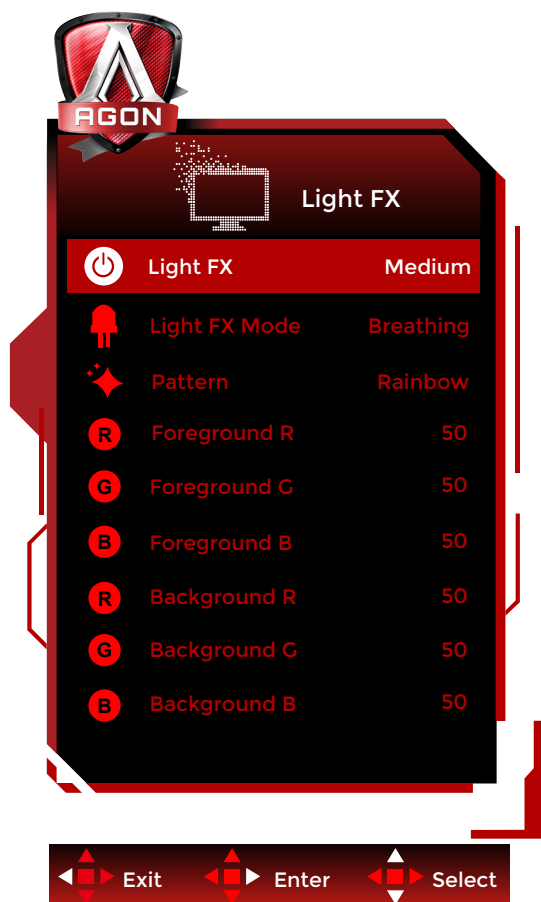 AGON
Light FX
Light FX Medium
Light FX Mode Breathing
Pattern Rainbow
R Foreground R 50
G Foreground G 50
B Foreground B 50
R Background R 50
G Background G 50
B Background B 50
Exit Enter Select